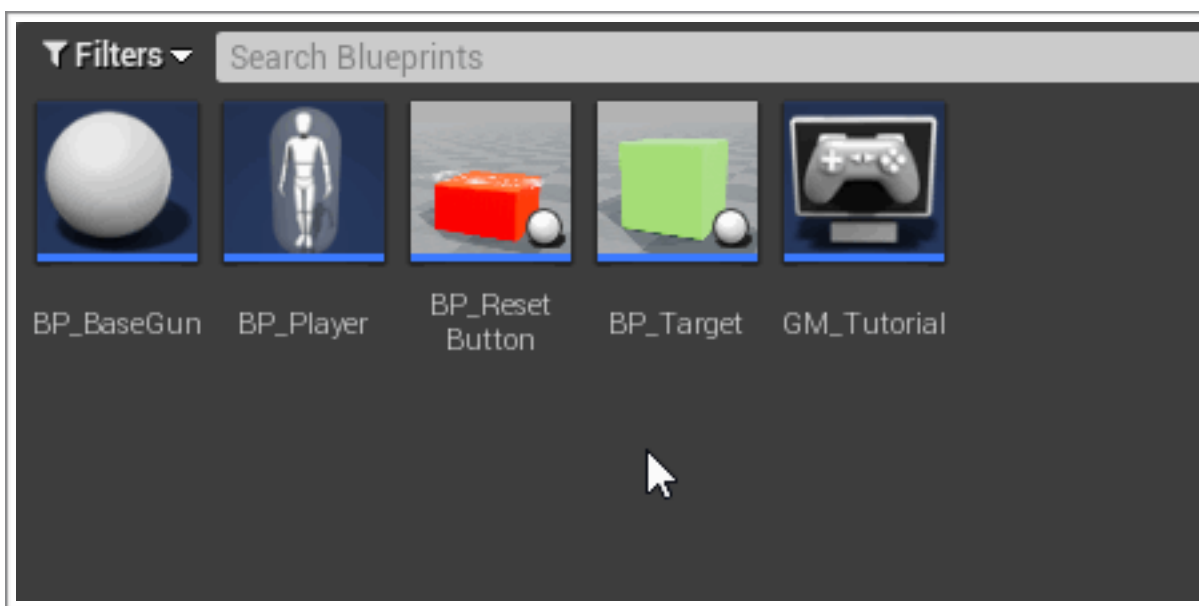 Filters
Search Blueprints
BP_BaseGun
BP_Player
BP_Reset
Button
BP_Target
GM_Tutorial